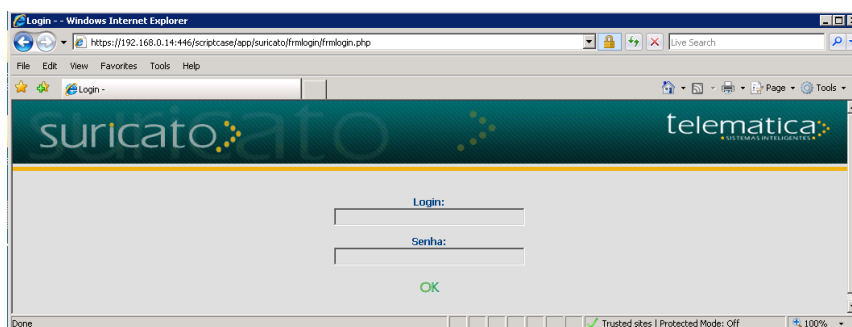 Login - - Windows Internet Explorer
https://192.168.0.14:446/scriptcase/app/suricato/frmlogin/frmlogin.php
Live Search
File Edit View Favorites Tools Help
Login -
Page Tools
suricato
telematica
SISTEMAS INTELIGENTES
Login:
Senha:
OK
Done
Trusted sites | Protected Mode: Off
100%